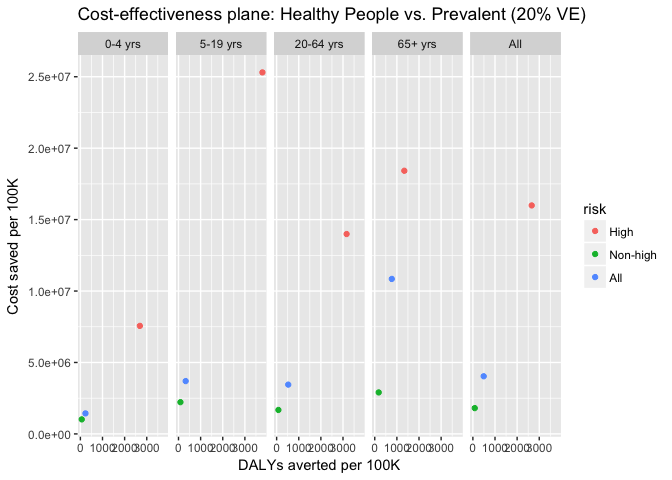 Cost-effectiveness plane: Healthy People vs. Prevalent (20% VE)
0-4 yrs 5-19 yrs 20-64 yrs 65+ yrs All
2.5e+07
2.0e+07
1.5e+07
1.0e+07
5.0e+06
0.0e+00
Cost saved per 100K
0 1000 2000 3000 0 1000 2000 3000 0 1000 2000 3000 0 1000 2000 3000 0 1000 2000 3000
DALYs averted per 100K
risk
High
Non-high
All